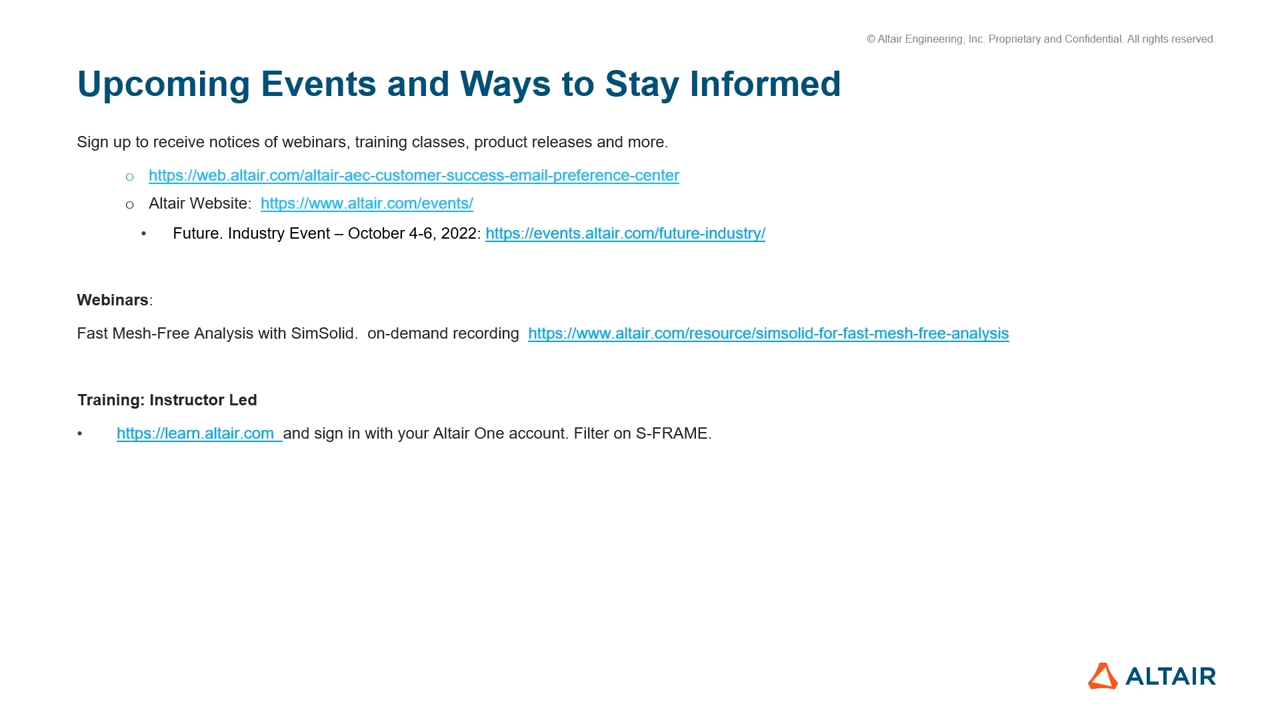 © Altair Engineering, Inc. Proprietary and Confidential. All rights reserved.
Upcoming Events and Ways to Stay Informed
Sign up to receive notices of webinars, training classes, product releases and more.
o https://web.altair.com/altair-aec-customer-success-email-preference-center
o Altair Website: https://www.altair.com/events/
• Future. Industry Event – October 4-6, 2022: https://events.altair.com/future-industry/
Webinars:
Fast Mesh-Free Analysis with SimSolid. on-demand recording https://www.altair.com/resource/simsolid-for-fast-mesh-free-analysis
Training: Instructor Led
• https://learn.altair.com and sign in with your Altair One account. Filter on S-FRAME.
ALTAIR